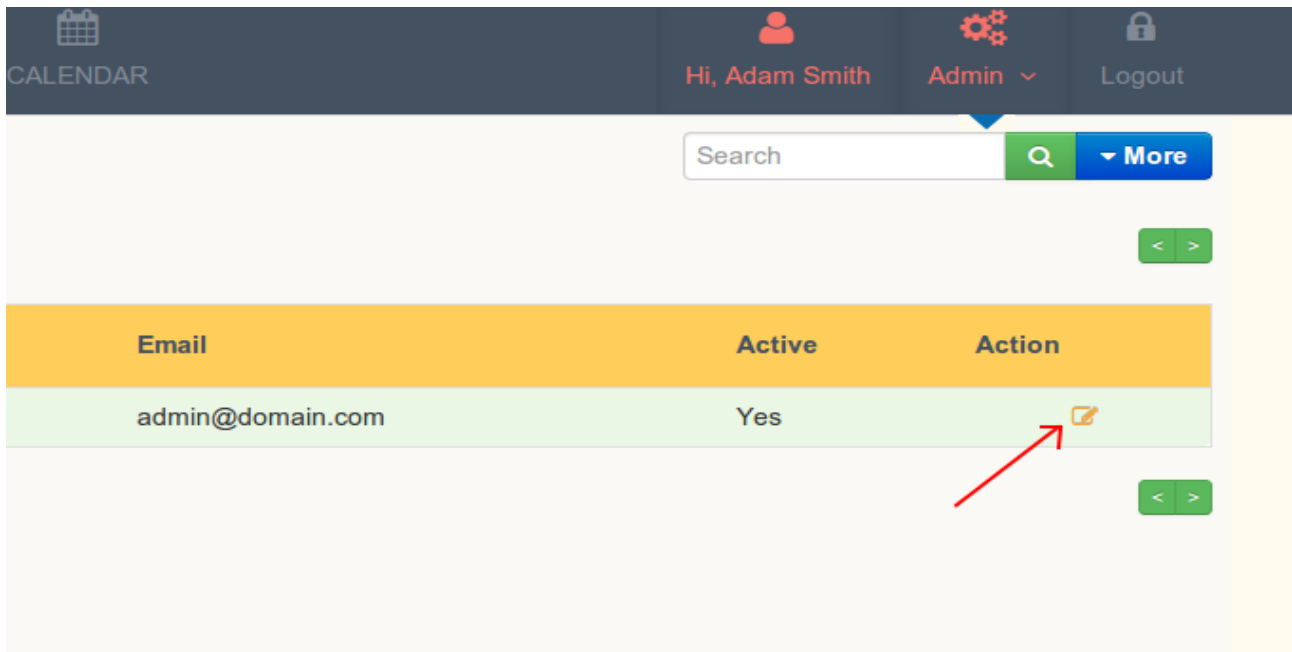 CALENDAR
Hi, Adam Smith
Admin
Logout
Search
More
< >
Email Active Action
admin@domain.com Yes
< >